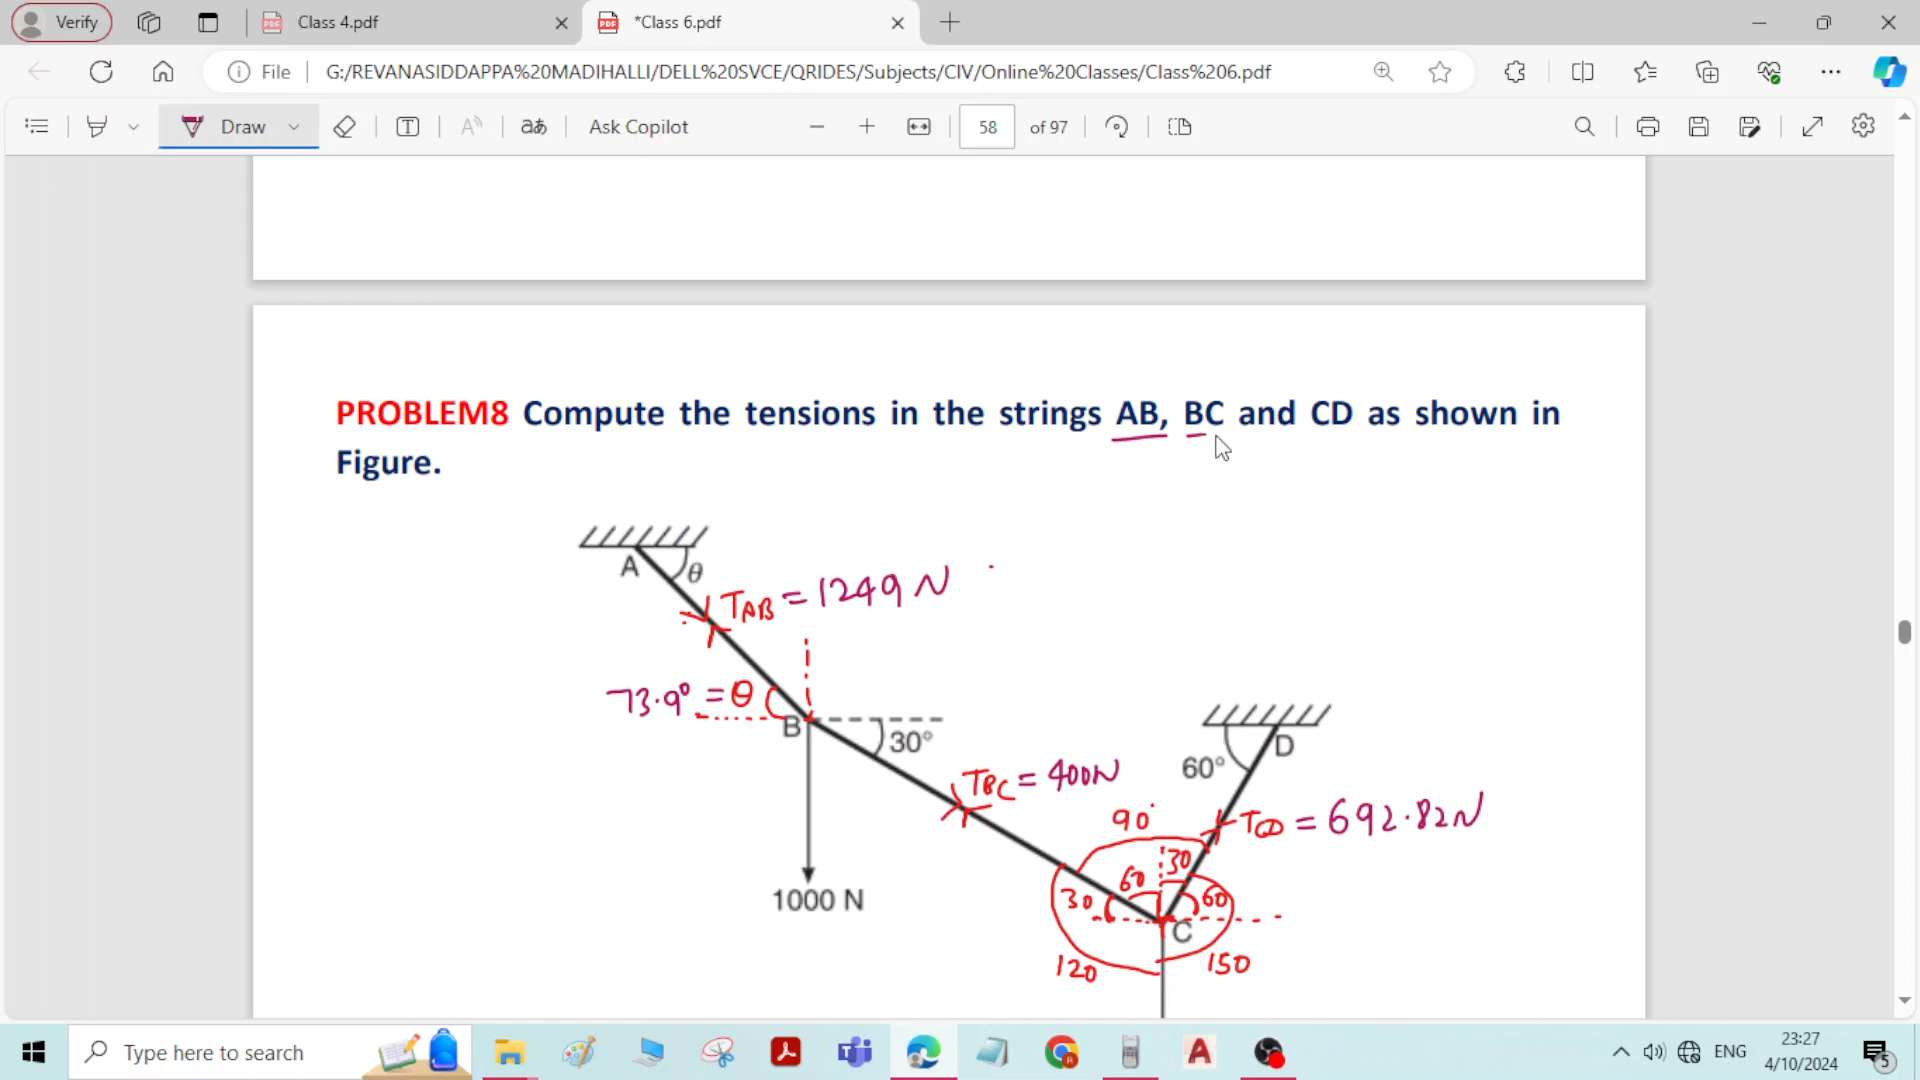 Verify
Class 4.pdf
*Class 6.pdf
File
G:/REVANASIDDAPPA%20MADIHALLI/DELL%20SVCE/QRIDES/Subjects/CIV/Online%20Classes/Class%206.pdf
Draw
aあ
Ask Copilot
58 of 97
PROBLEM8 Compute the tensions in the strings AB, BC and CD as shown in
Figure.
A
θ
TAB = 1249 N
73.9° = θ
B
30°
D
60°
TBC = 400N
90°
TCD = 692.82N
30
60
30
60
C
1000 N
120
150
Type here to search
ENG
23:27
4/10/2024
5